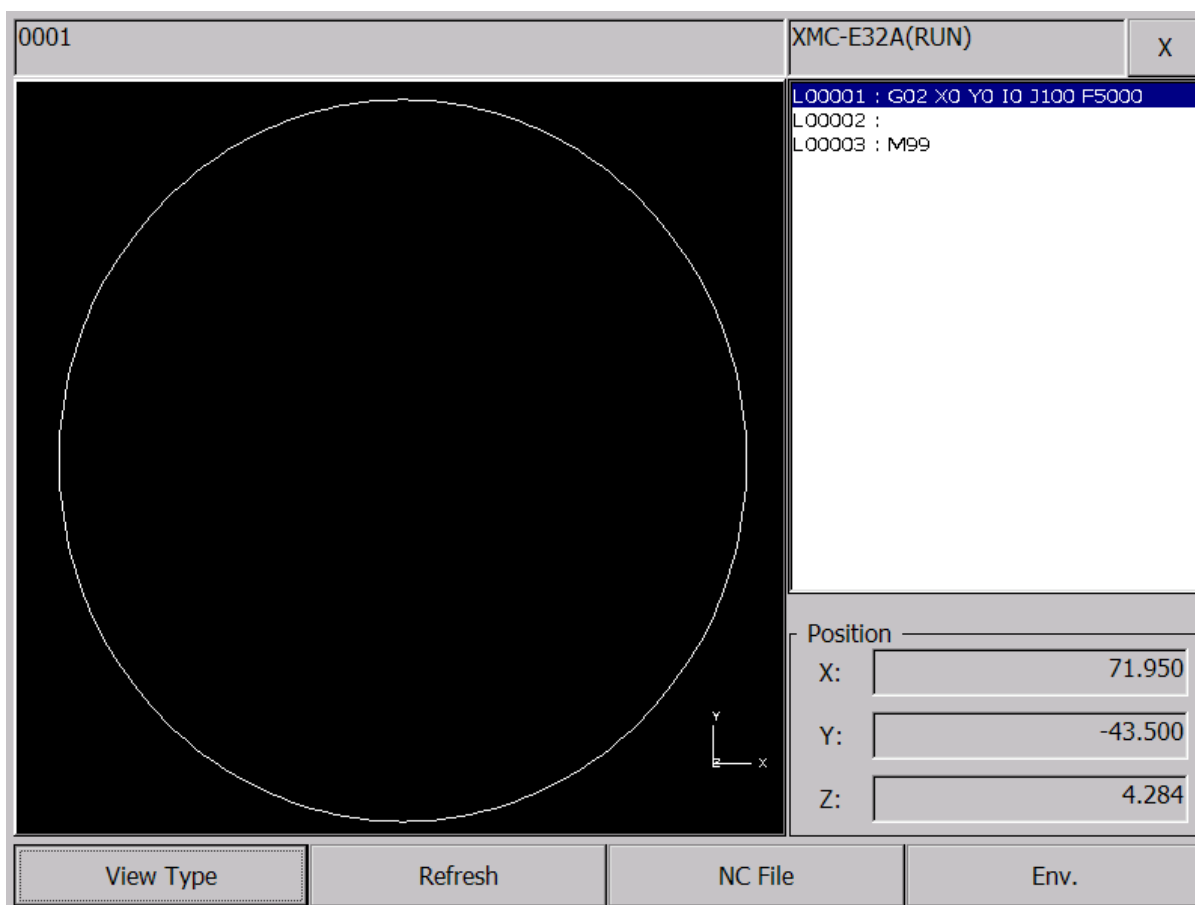 0001
XMC-E32A(RUN)
X
L00001 : G02 X0 Y0 I0 J100 F5000
L00002 :
L00003 : M99
Y
Z
X
Position
X:
71.950
Y:
-43.500
Z:
4.284
View Type
Refresh
NC File
Env.